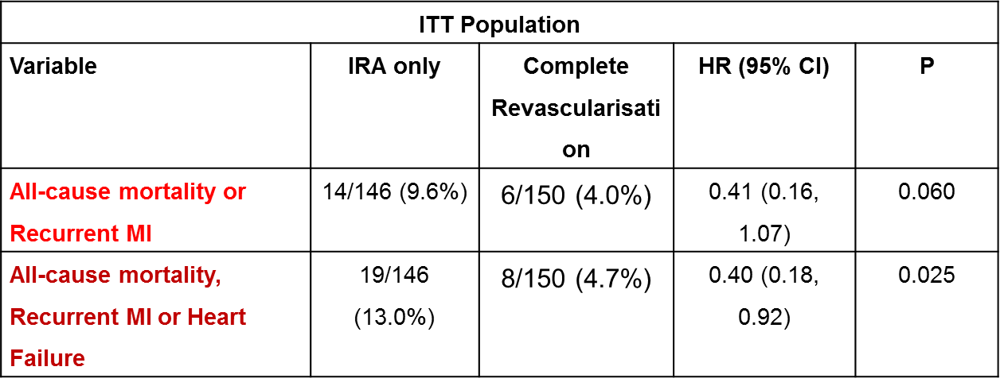 ITT Population
Variable
IRA only
Complete
Revascularisati
on
HR (95% CI)
P
All-cause mortality or
Recurrent MI
14/146 (9.6%)
6/150 (4.0%)
0.41 (0.16,
1.07)
0.060
All-cause mortality,
Recurrent MI or Heart
Failure
19/146
(13.0%)
8/150 (4.7%)
0.40 (0.18,
0.92)
0.025